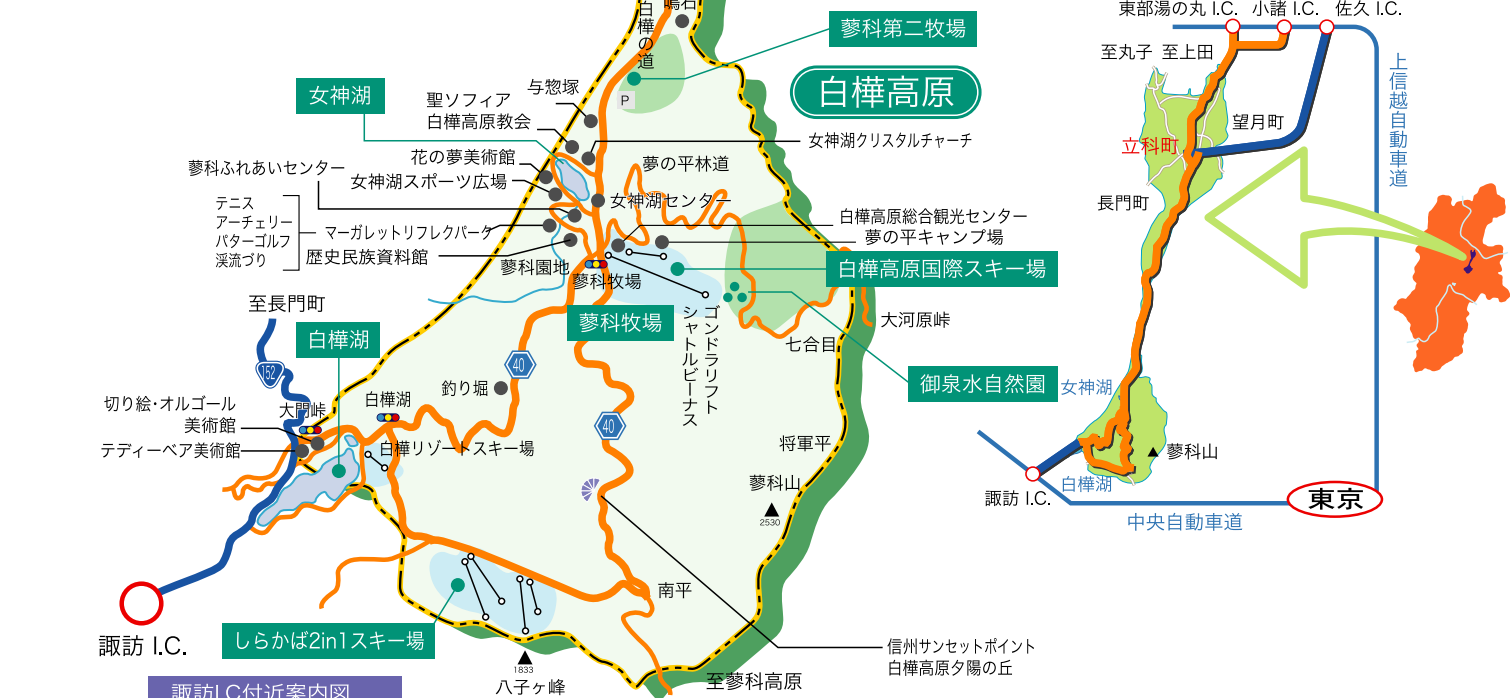 白樺の道
鳴石
蓼科第二牧場
白樺高原
P
女神湖
与惣塚
聖ソフィア
白樺高原教会
女神湖クリスタルチャーチ
花の夢美術館
蓼科ふれあいセンター
女神湖スポーツ広場
夢の平林道
女神湖センター
テニス
アーチェリー
パターゴルフ
渓流づり
マーガレットリフレクパーク
歴史民族資料館
白樺高原総合観光センター
夢の平キャンプ場
蓼科園地
蓼科牧場
白樺高原国際スキー場
至長門町
蓼科牧場
ゴンドラリフト
シャトルビーナス
大河原峠
七合目
白樺湖
152
40
釣り堀
御泉水自然園
切り絵・オルゴール
美術館
大門峠
白樺湖
テディーベア美術館
白樺リゾートスキー場
40
将軍平
蓼科山
2530
南平
諏訪 I.C.
しらかば2in1スキー場
1833
八子ヶ峰
信州サンセットポイント
白樺高原夕陽の丘
至蓼科高原
諏訪I.C付近案内図
東部湯の丸 I.C.
小諸 I.C.
佐久 I.C.
至丸子
至上田
上信越自動車道
望月町
立科町
長門町
女神湖
蓼科山
白樺湖
諏訪 I.C.
東京
中央自動車道